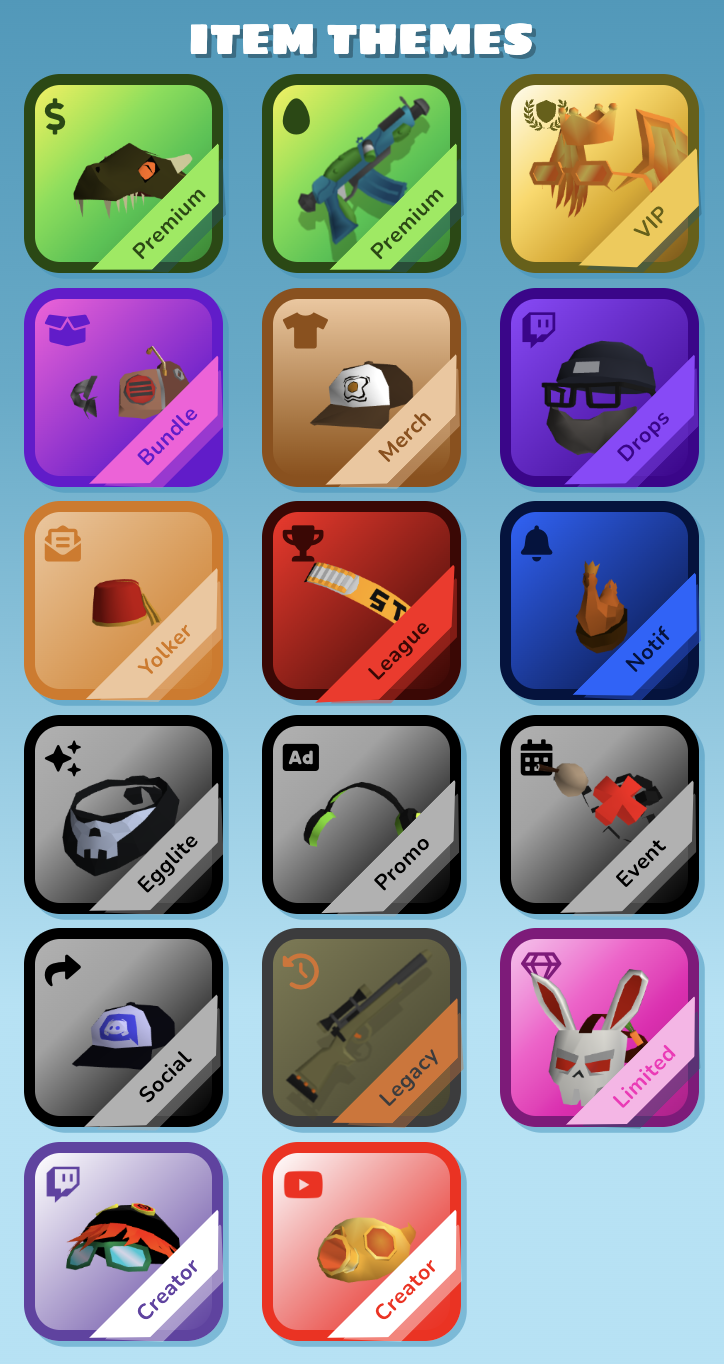 ITEM THEMES
Premium
Premium
VIP
Bundle
Merch
Drops
Yolker
ST
League
Notif
Egglite
Ad
Promo
Event
Social
Legacy
Limited
Creator
Creator